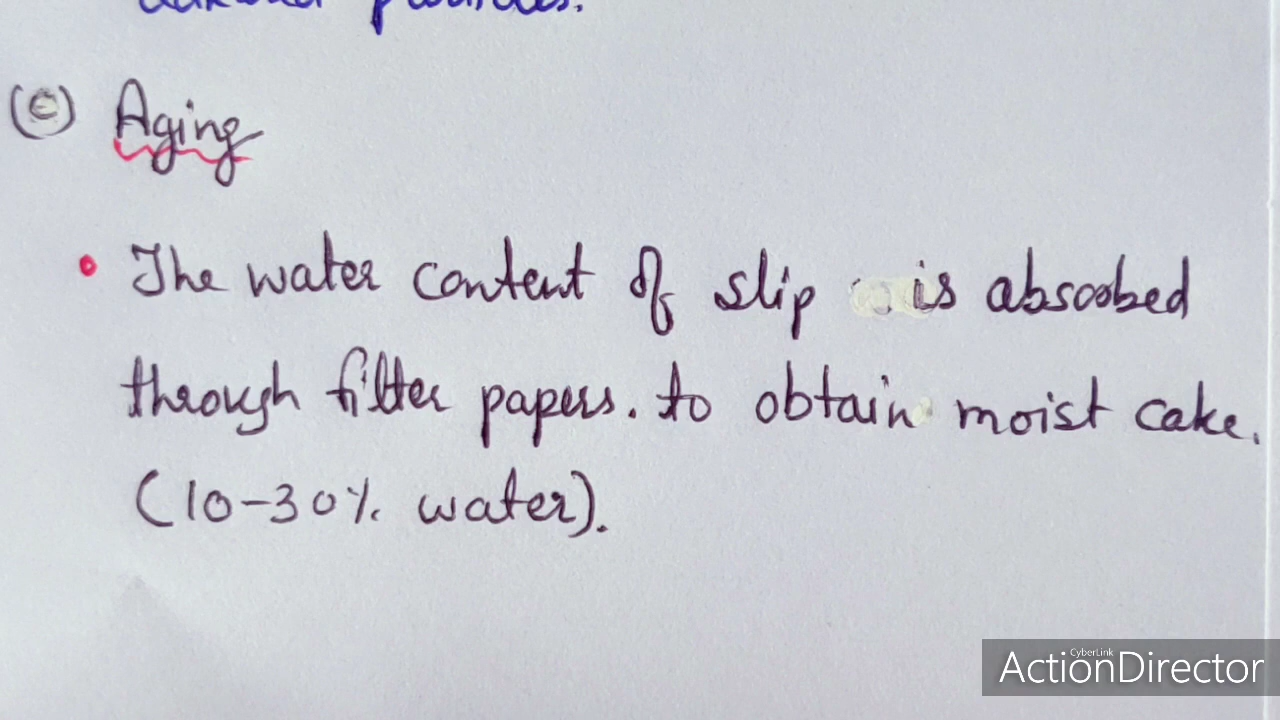 (c) Aging
• The water content of slip is absorbed
through filter papers. to obtain moist cake.
(10-30% water).
CyberLink
ActionDirector